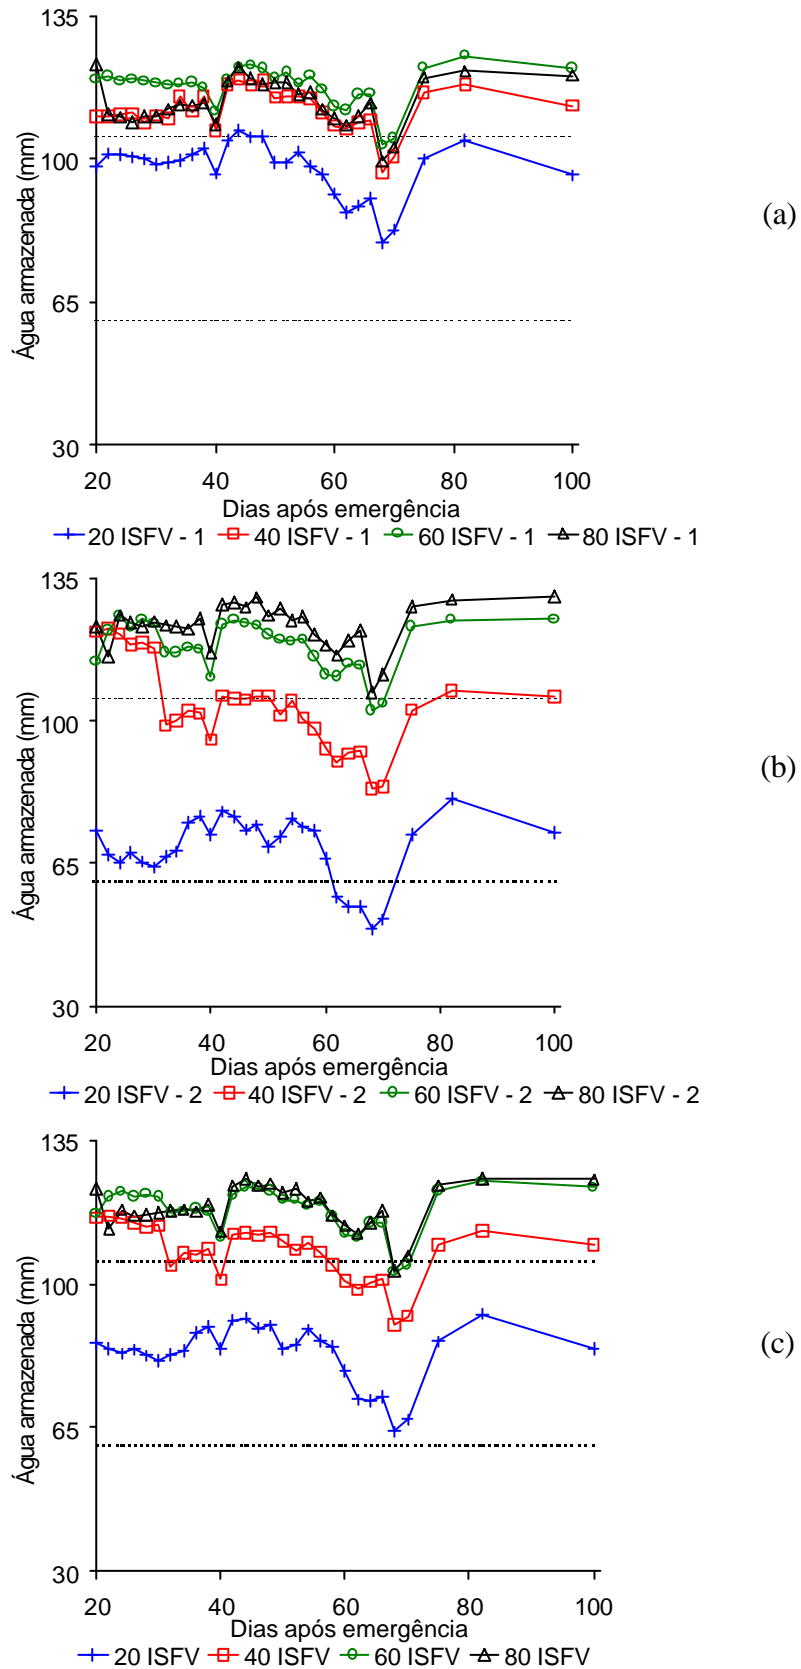 135
100
65
30
Água armazenada (mm)
20 40 60 80 100
Dias após emergência
20 ISFV - 1 40 ISFV - 1 60 ISFV - 1 80 ISFV - 1
(a)
135
100
65
30
Água armazenada (mm)
20 40 60 80 100
Dias após emergência
20 ISFV - 2 40 ISFV - 2 60 ISFV - 2 80 ISFV - 2
(b)
135
100
65
30
Água armazenada (mm)
20 40 60 80 100
Dias após emergência
20 ISFV 40 ISFV 60 ISFV 80 ISFV
(c)